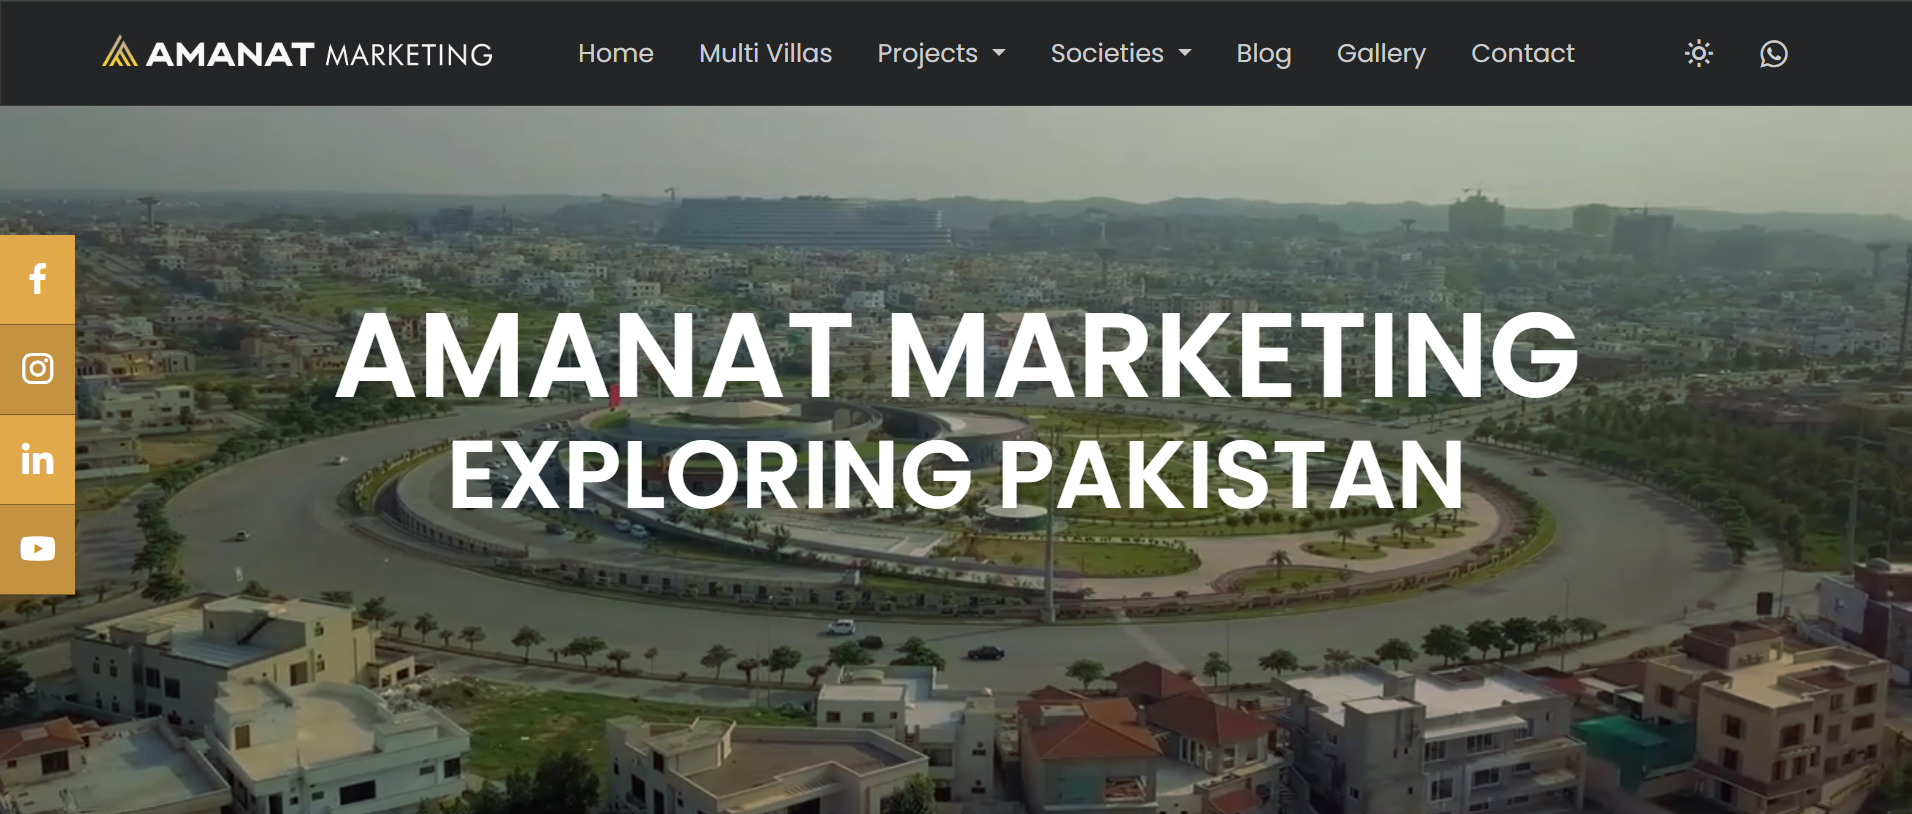 AMANAT MARKETING Home Multi Villas Projects Societies Blog Gallery Contact
AMANAT MARKETING
EXPLORING PAKISTAN